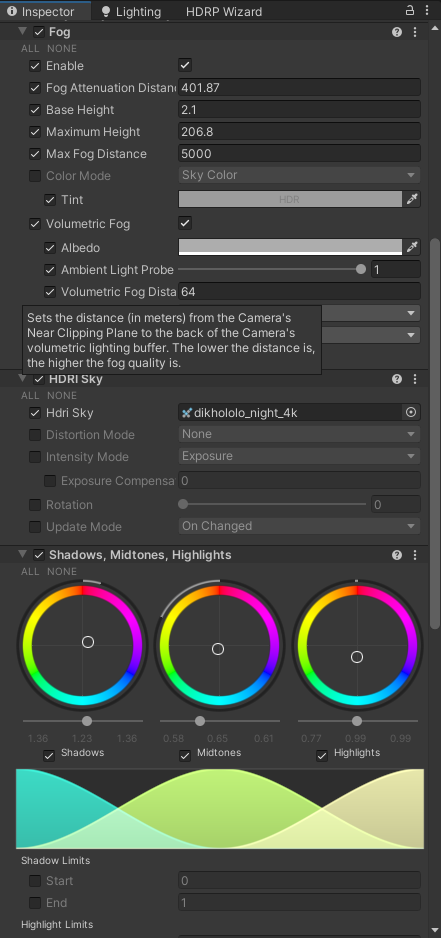 Inspector Lighting HDRP Wizard
Fog
ALL NONE
Enable
Fog Attenuation Distanc 401.87
Base Height 2.1
Maximum Height 206.8
Max Fog Distance 5000
Color Mode Sky Color
Tint HDR
Volumetric Fog
Albedo
Ambient Light Probe 1
Volumetric Fog Dista 64
Sets the distance (in meters) from the Camera's
Near Clipping Plane to the back of the Camera's
volumetric lighting buffer. The lower the distance is,
the higher the fog quality is.
HDRI Sky
ALL NONE
Hdri Sky dikhololo_night_4k
Distortion Mode None
Intensity Mode Exposure
Exposure Compensa 0
Rotation 0
Update Mode On Changed
Shadows, Midtones, Highlights
ALL NONE
1.36 1.23 1.36 0.58 0.65 0.61 0.77 0.99 0.99
Shadows Midtones Highlights
Shadow Limits
Start 0
End 1
Highlight Limits